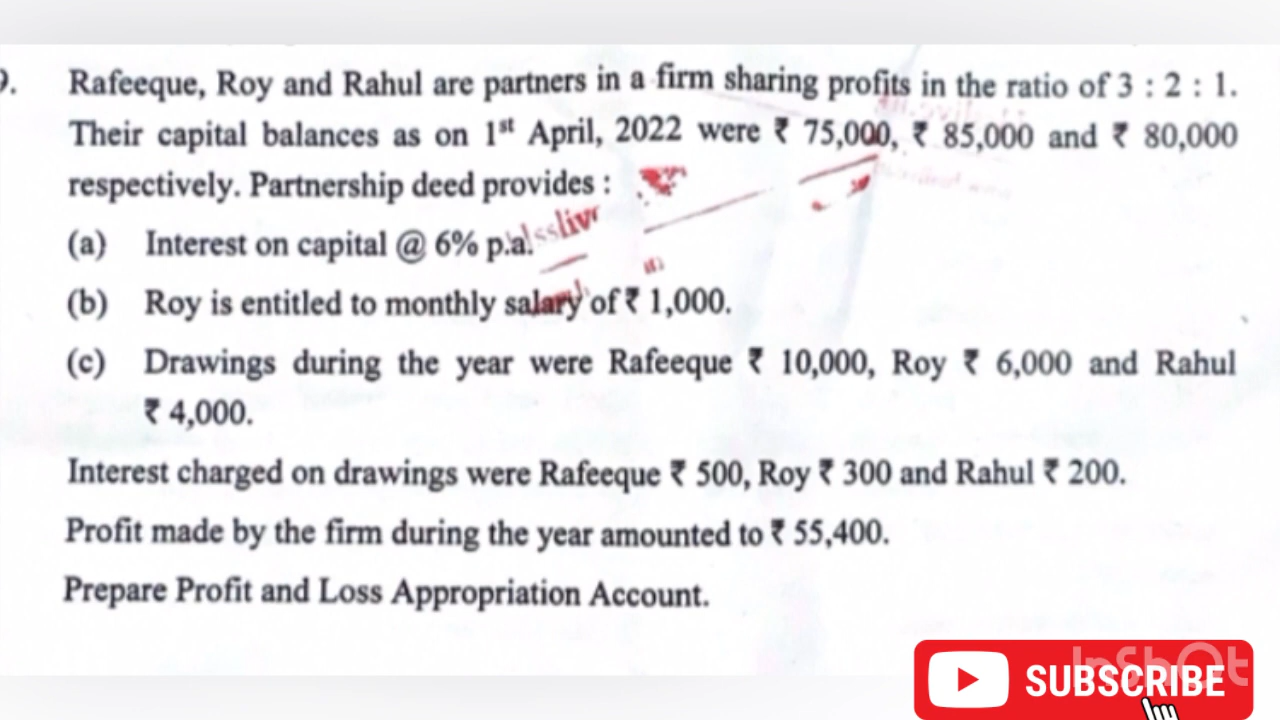 9. Rafeeque, Roy and Rahul are partners in a firm sharing profits in the ratio of 3 : 2 : 1.
Their capital balances as on 1st April, 2022 were ₹ 75,000, ₹ 85,000 and ₹ 80,000
respectively. Partnership deed provides :
(a) Interest on capital @ 6% p.a.
(b) Roy is entitled to monthly salary of ₹ 1,000.
(c) Drawings during the year were Rafeeque ₹ 10,000, Roy ₹ 6,000 and Rahul
₹ 4,000.
Interest charged on drawings were Rafeeque ₹ 500, Roy ₹ 300 and Rahul ₹ 200.
Profit made by the firm during the year amounted to ₹ 55,400.
Prepare Profit and Loss Appropriation Account.
InShOt
SUBSCRIBE